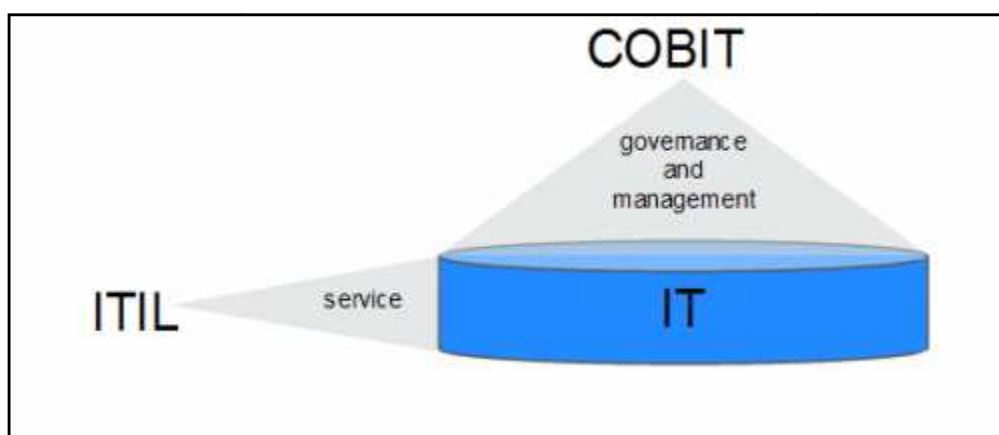 COBIT
governance
and
management
ITIL
service
IT